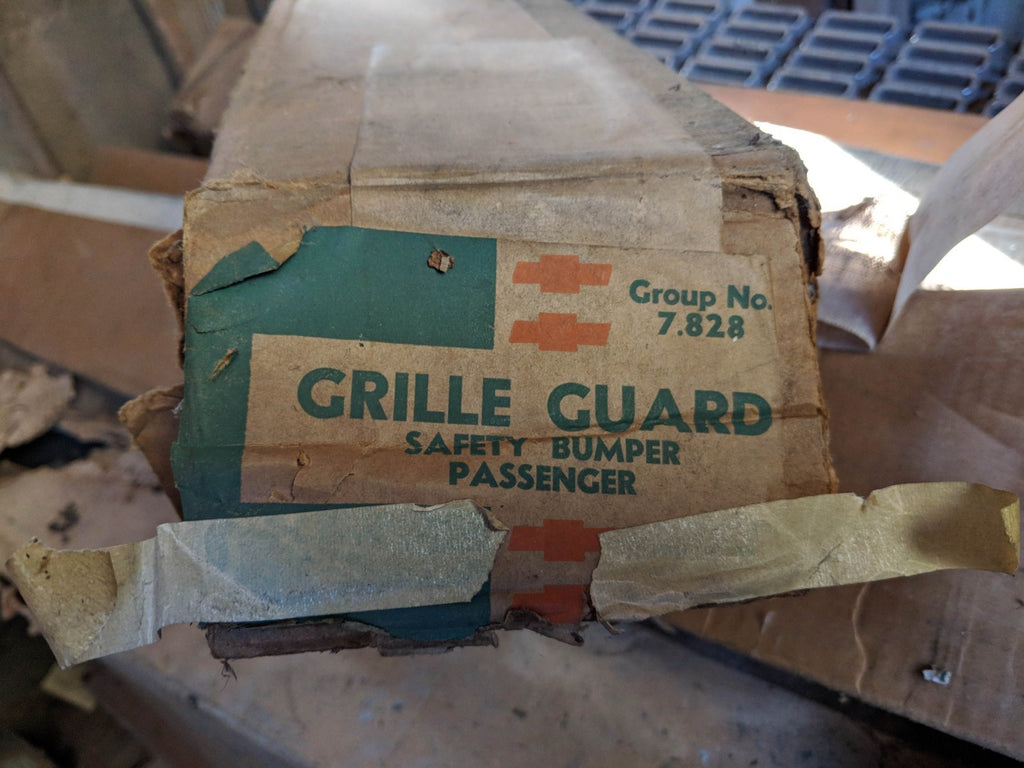 Group No.
7.828
GRILLE GUARD
SAFETY BUMPER
PASSENGER